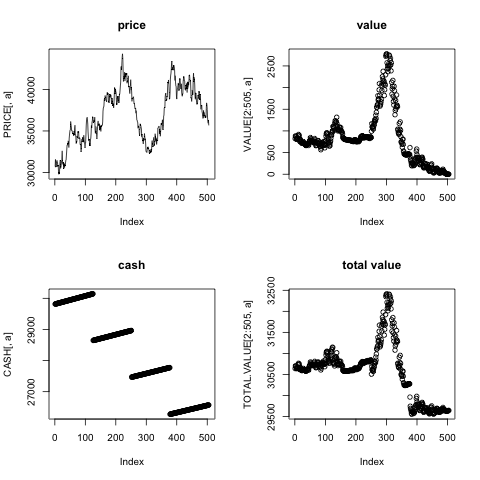 price
value
PRICE[, a]
30000 35000 40000
VALUE[2:505, a]
0 500 1500 2500
0 100 200 300 400 500
0 100 200 300 400 500
Index
Index
cash
total value
CASH[, a]
27000 29000
TOTAL.VALUE[2:505, a]
29500 30500 31500 32500
0 100 200 300 400 500
0 100 200 300 400 500
Index
Index